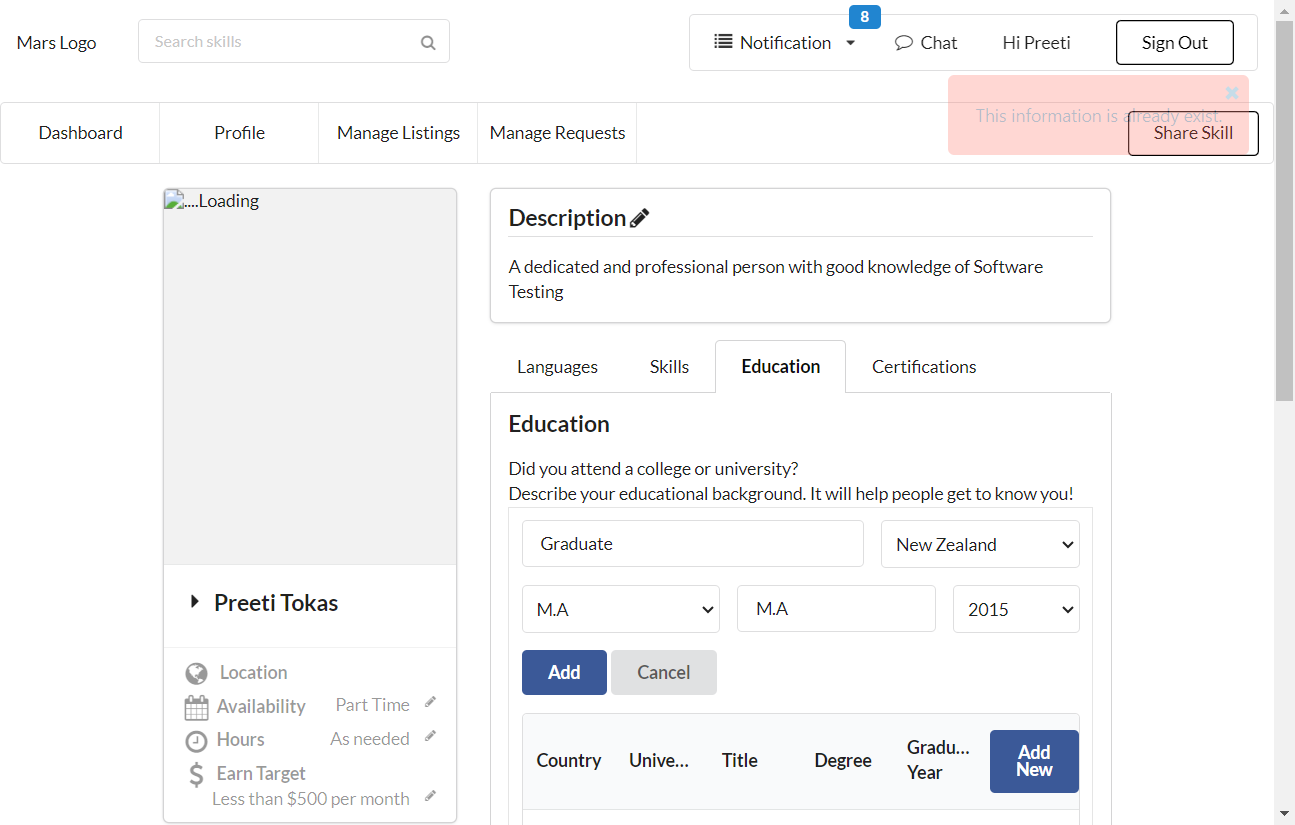 Mars Logo
Search skills
8
Notification
Chat
Hi Preeti
Sign Out
This information is already exist.
Dashboard
Profile
Manage Listings
Manage Requests
Share Skill
....Loading
Preeti Tokas
Location
Availability
Part Time
Hours
As needed
Earn Target
Less than $500 per month
Description
A dedicated and professional person with good knowledge of Software
Testing
Languages
Skills
Education
Certifications
Education
Did you attend a college or university?
Describe your educational background. It will help people get to know you!
Graduate
New Zealand
M.A
M.A
2015
Add
Cancel
Country
Unive...
Title
Degree
Gradu...
Year
Add
New